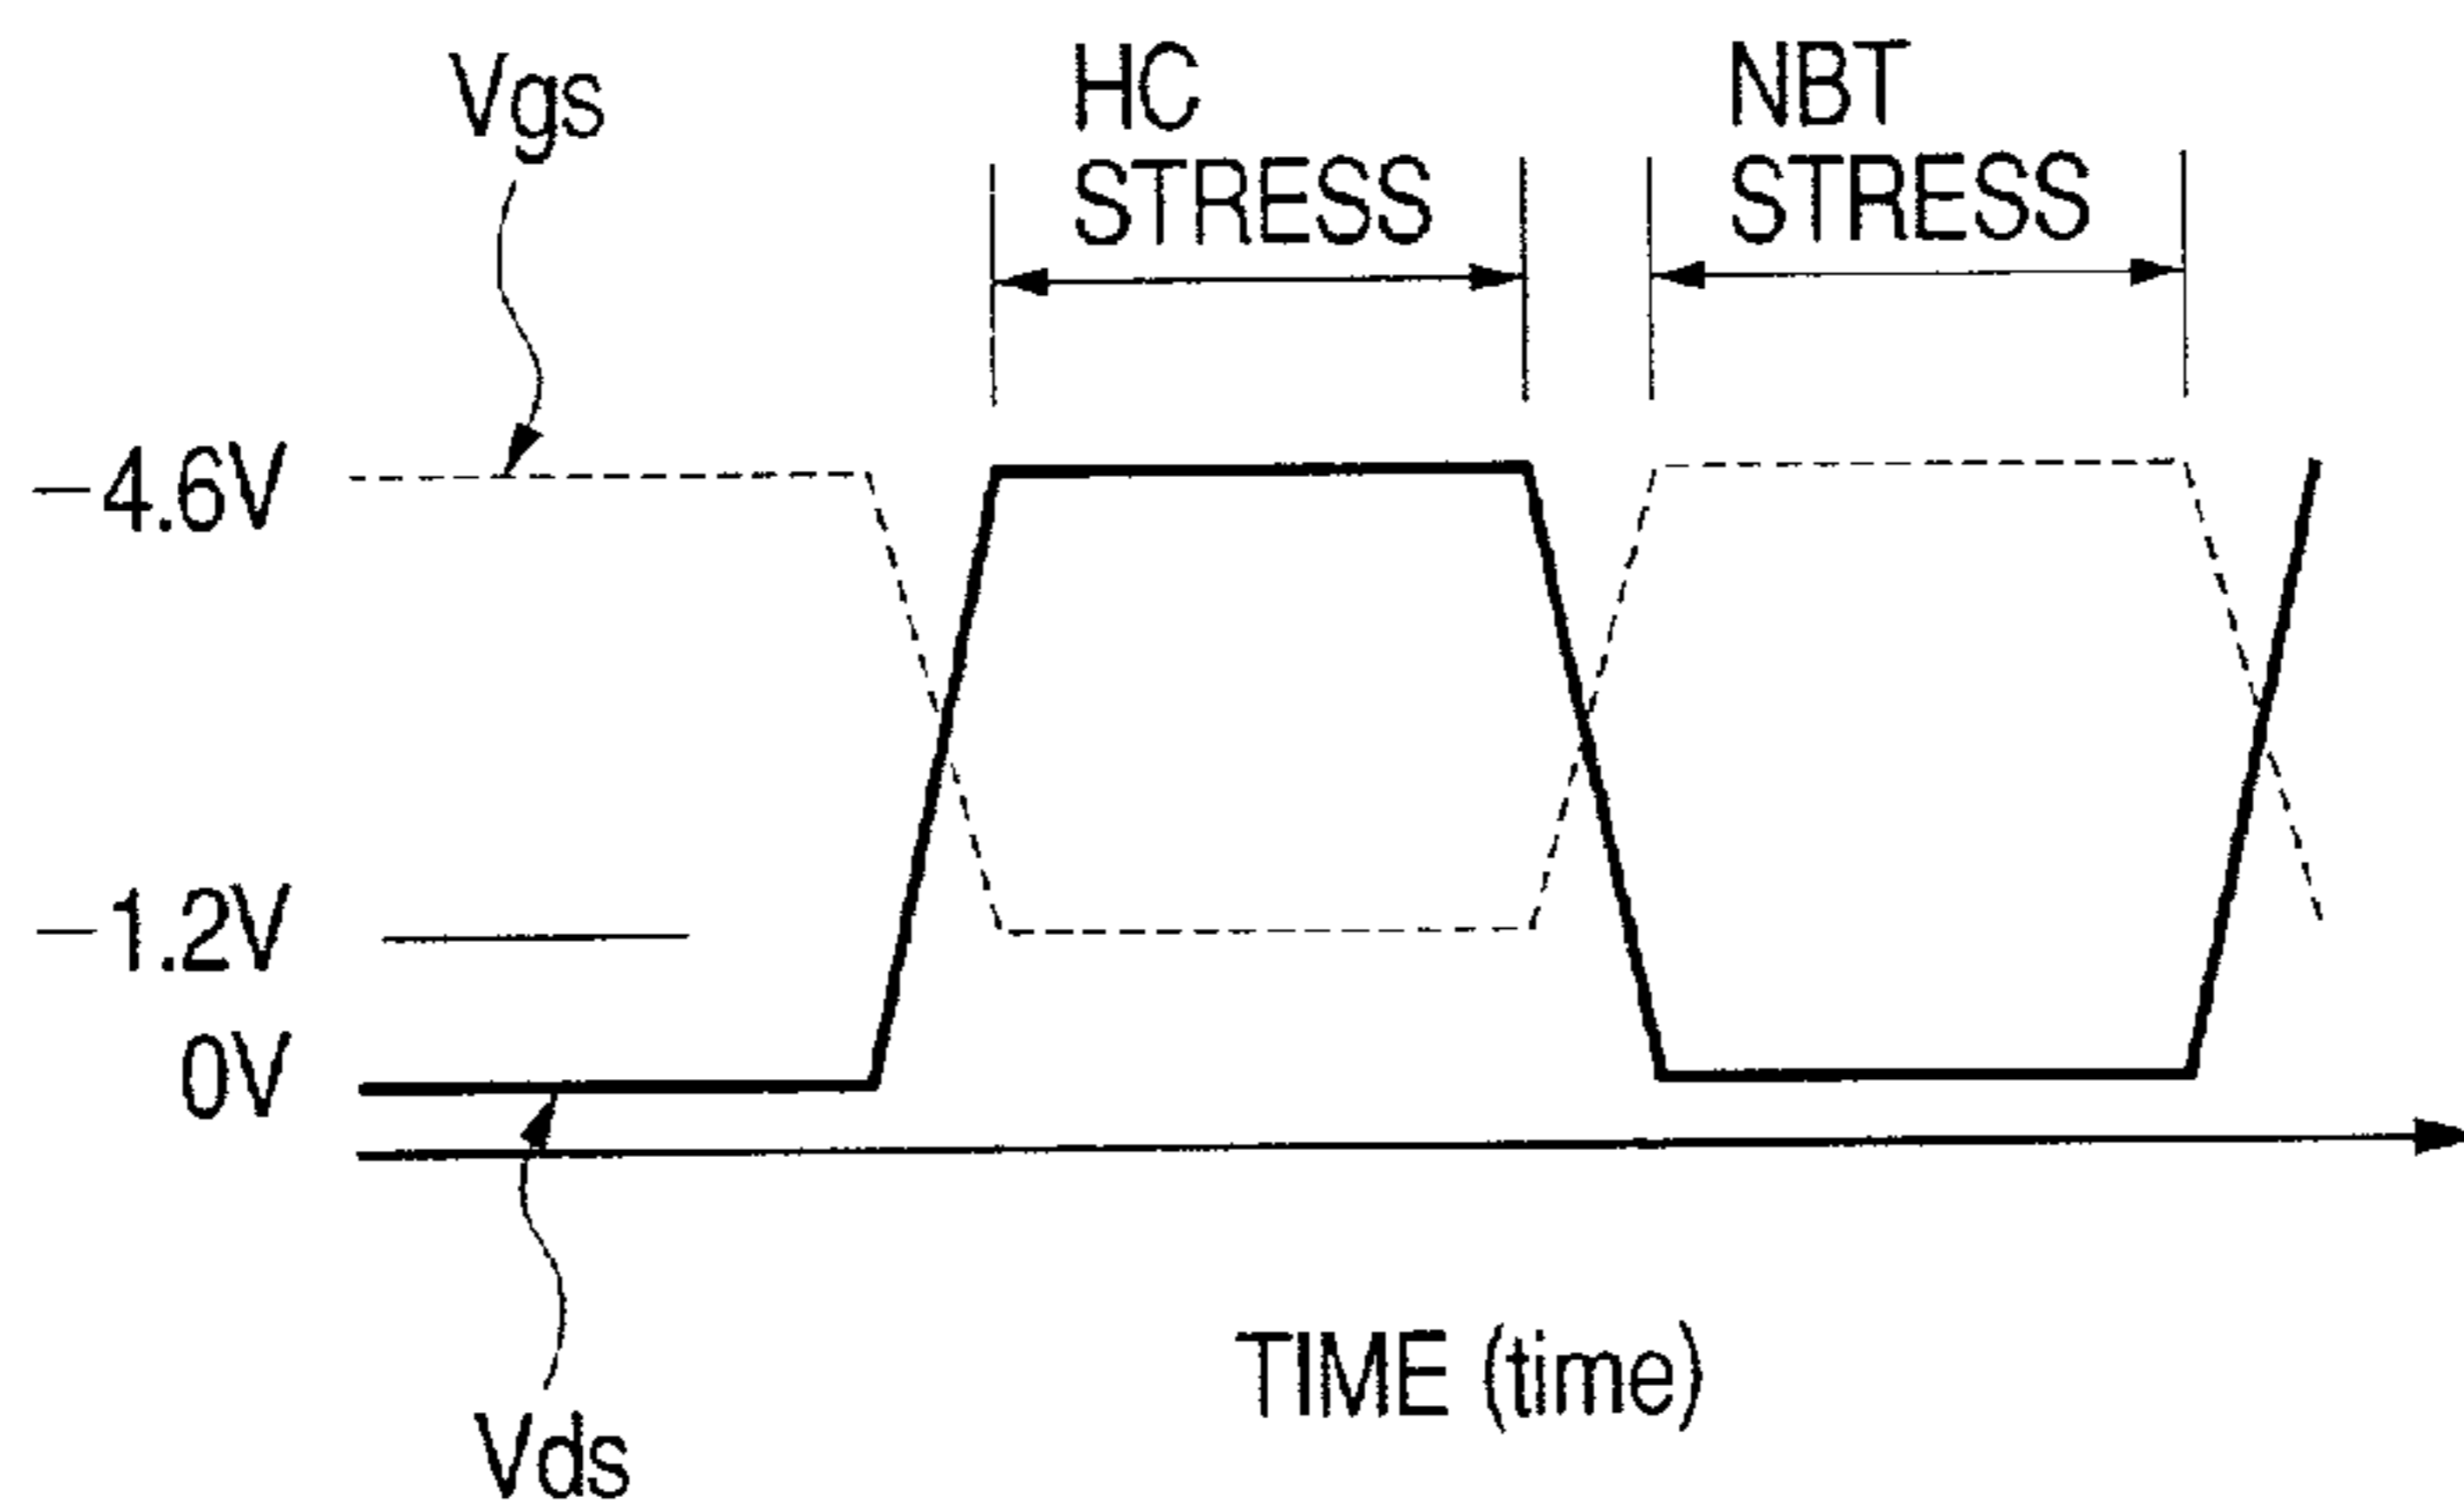 Vgs
HC
STRESS
NBT
STRESS
−4.6V
−1.2V
0V
TIME (time)
Vds